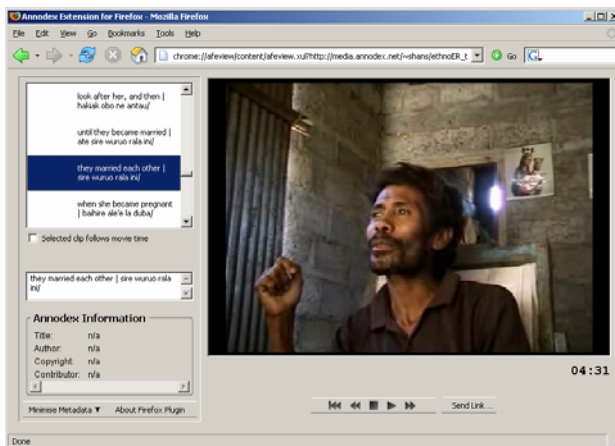 Annodex Extension for Firefox - Mozilla Firefox
File Edit View Go Bookmarks Tools Help
chrome://afeview/content/afeview.xul?http://media.annodex.net/~shans/ethnoER_t
Go
G
look after her, and then |
hakiak obo ne antau/
until they became married |
ate sire wuruo rala ini/
they married each other |
sire wuruo rala ini/
when she became pregnant
| baihire ale'e la duba/
Selected clip follows movie time
they married each other | sire wuruo rala
ini/
Annodex Information
Title: n/a
Author: n/a
Copyright: n/a
Contributor: n/a
04:31
Minimise Metadata ▼ About Firefox Plugin
Send Link ...
Done